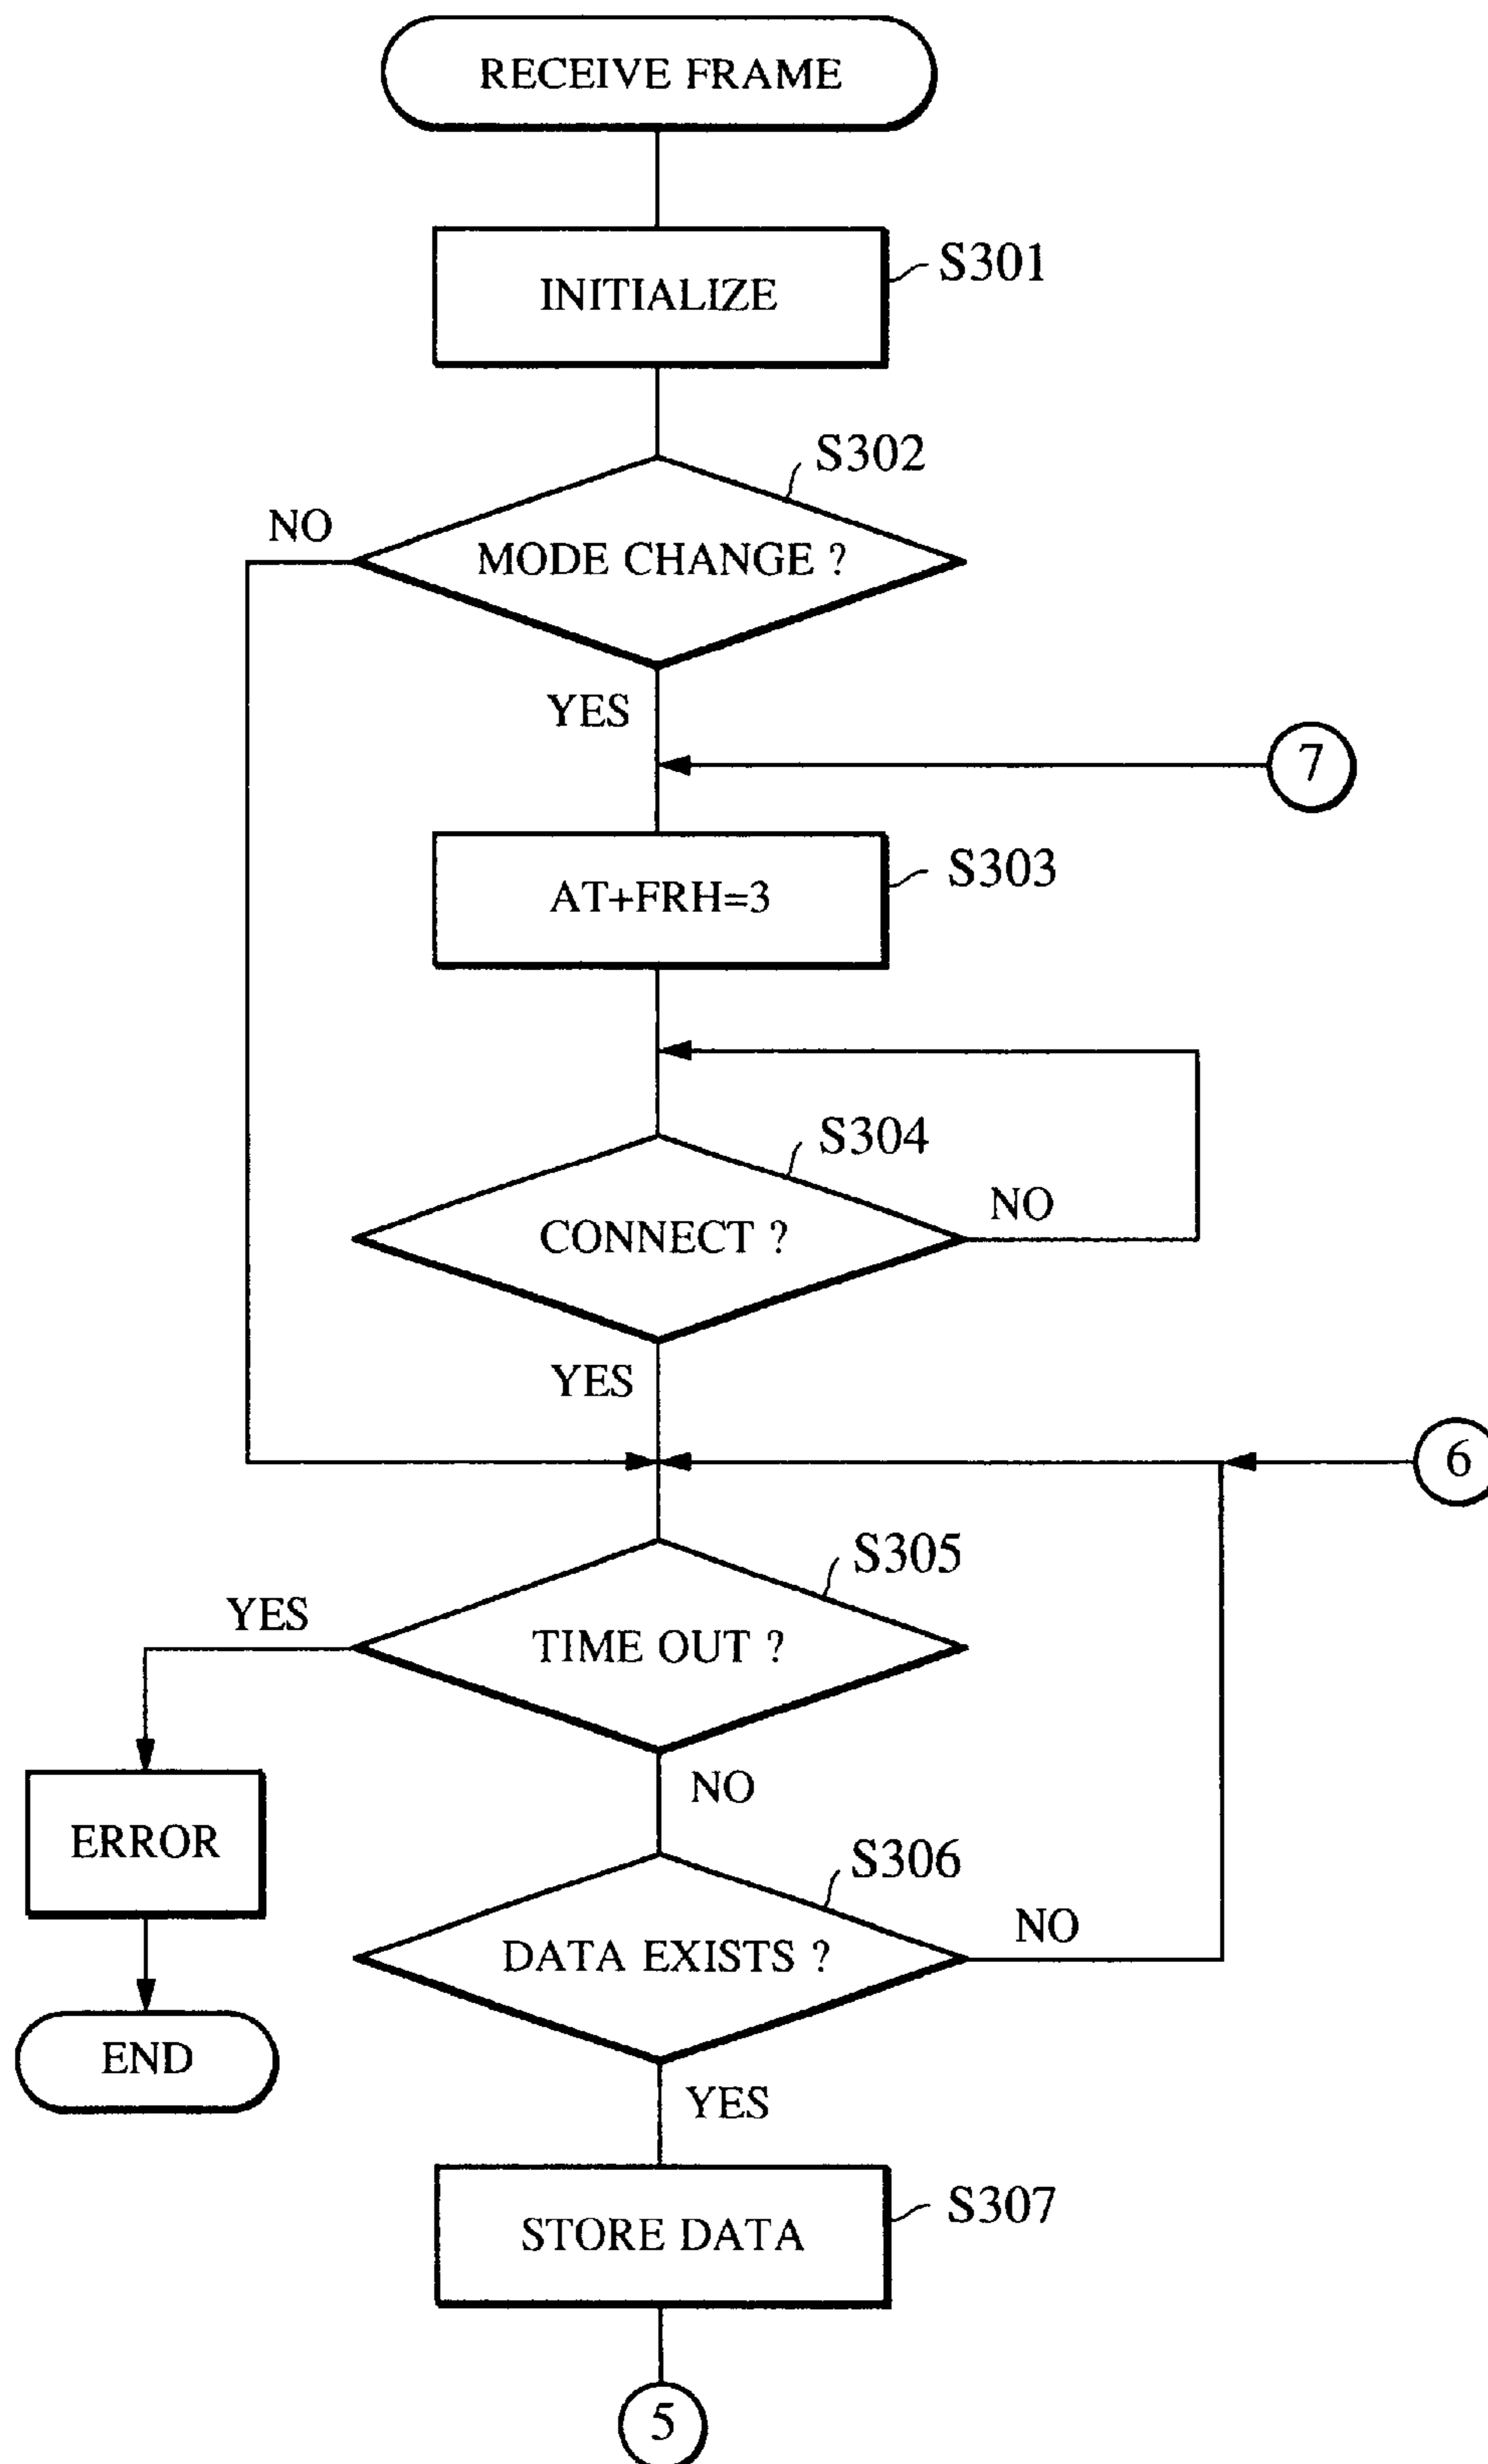 RECEIVE FRAME
INITIALIZE
S301
S302
NO
MODE CHANGE ?
YES
7
AT+FRH=3
S303
S304
CONNECT ?
NO
YES
6
S305
YES
TIME OUT ?
NO
ERROR
S306
DATA EXISTS ?
NO
END
YES
STORE DATA
S307
5